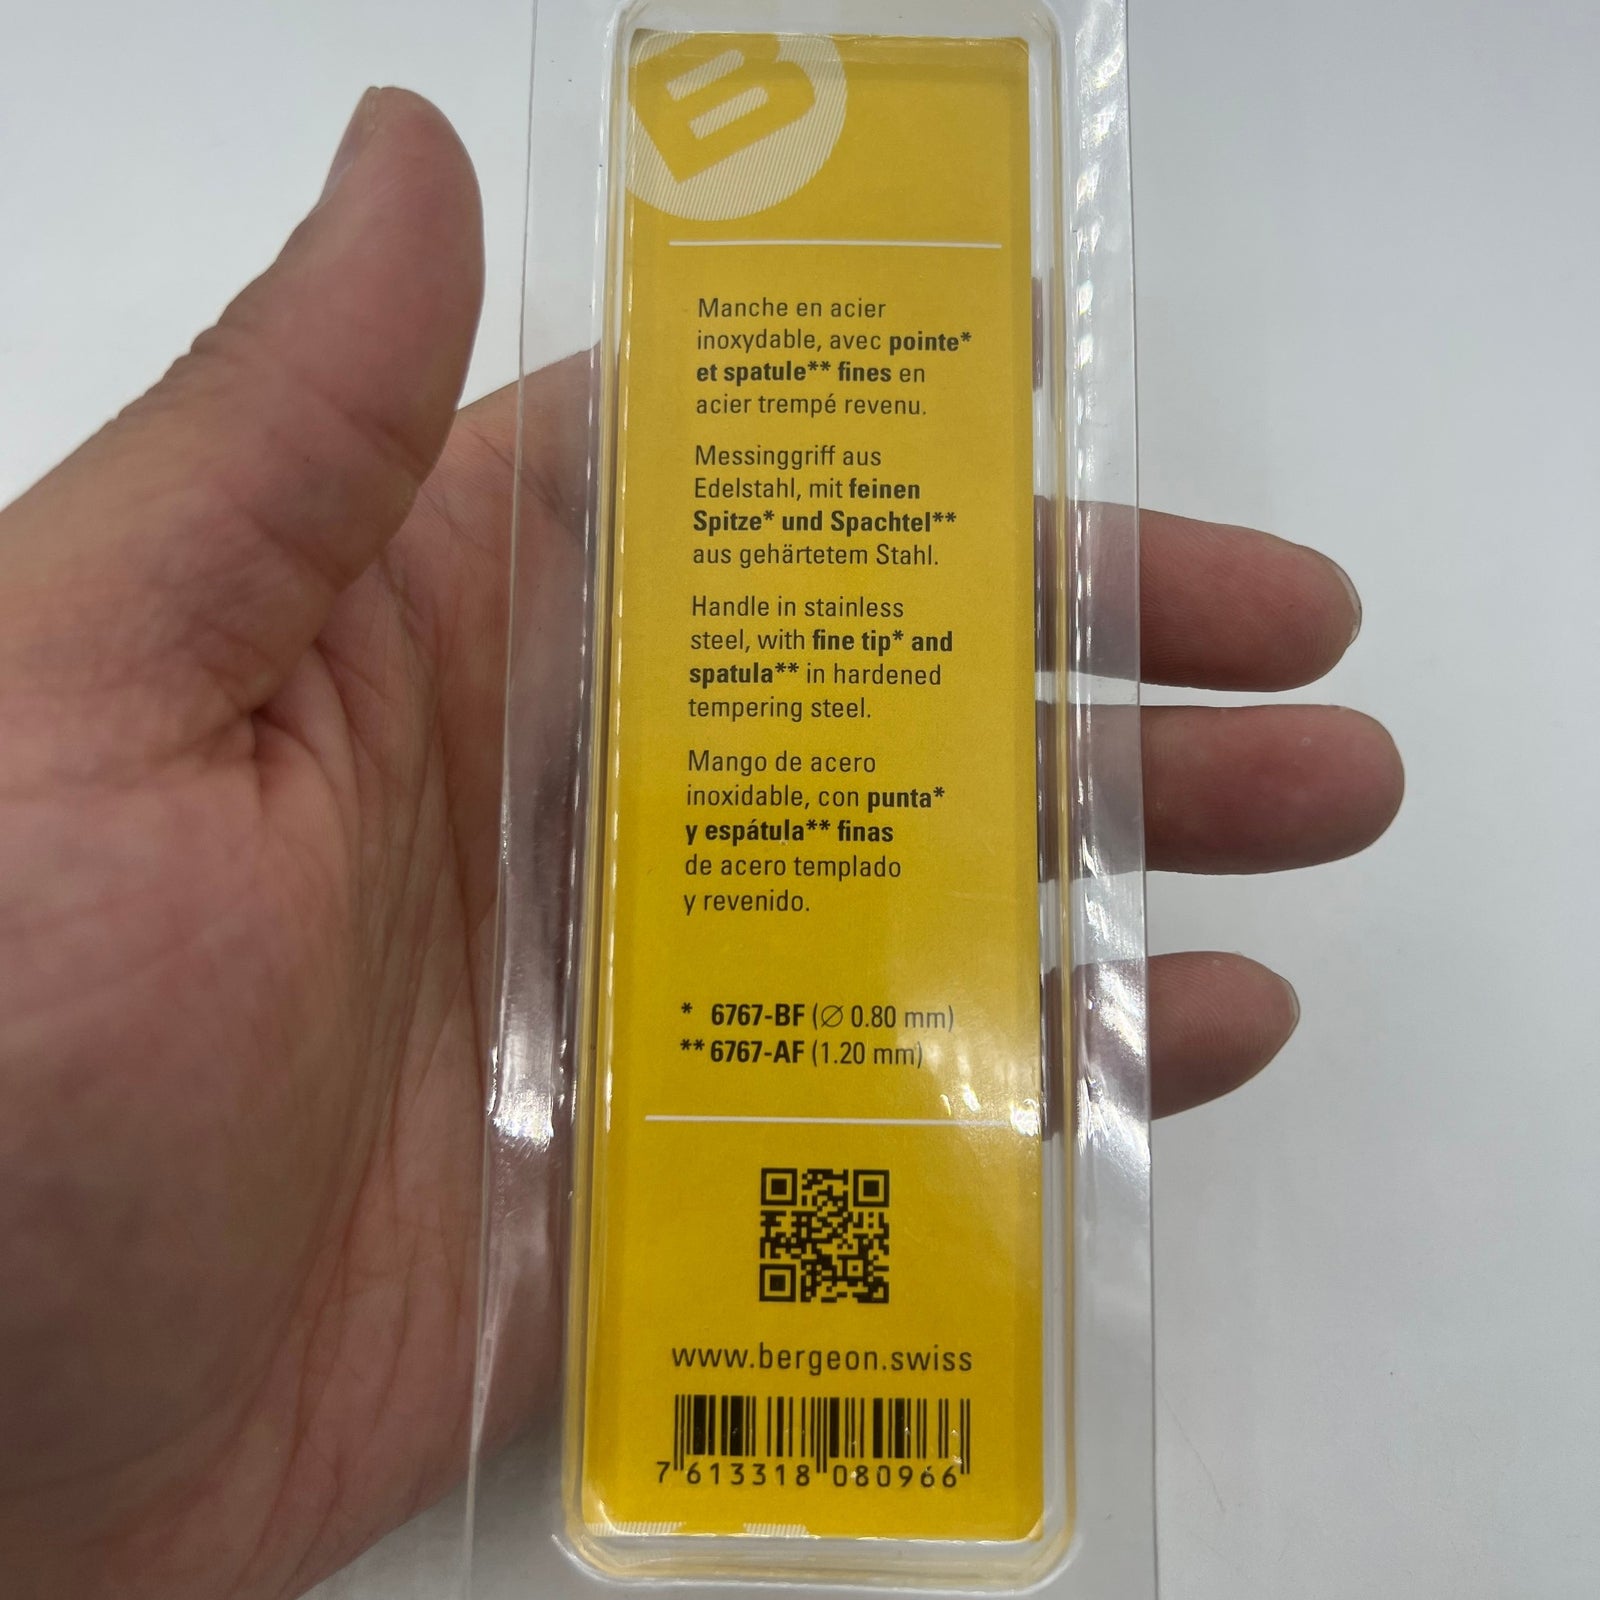 B
Manche en acier
inoxydable, avec pointe*
et spatule** fines en
acier trempé revenu.
Messinggriff aus
Edelstahl, mit feinen
Spitze* und Spachtel**
aus gehärtetem Stahl.
Handle in stainless
steel, with fine tip* and
spatula** in hardened
tempering steel.
Mango de acero
inoxidable, con punta*
y espátula** finas
de acero templado
y revenido.
* 6767-BF (∅ 0.80 mm)
** 6767-AF (1.20 mm)
www.bergeon.swiss
7 613318 080966